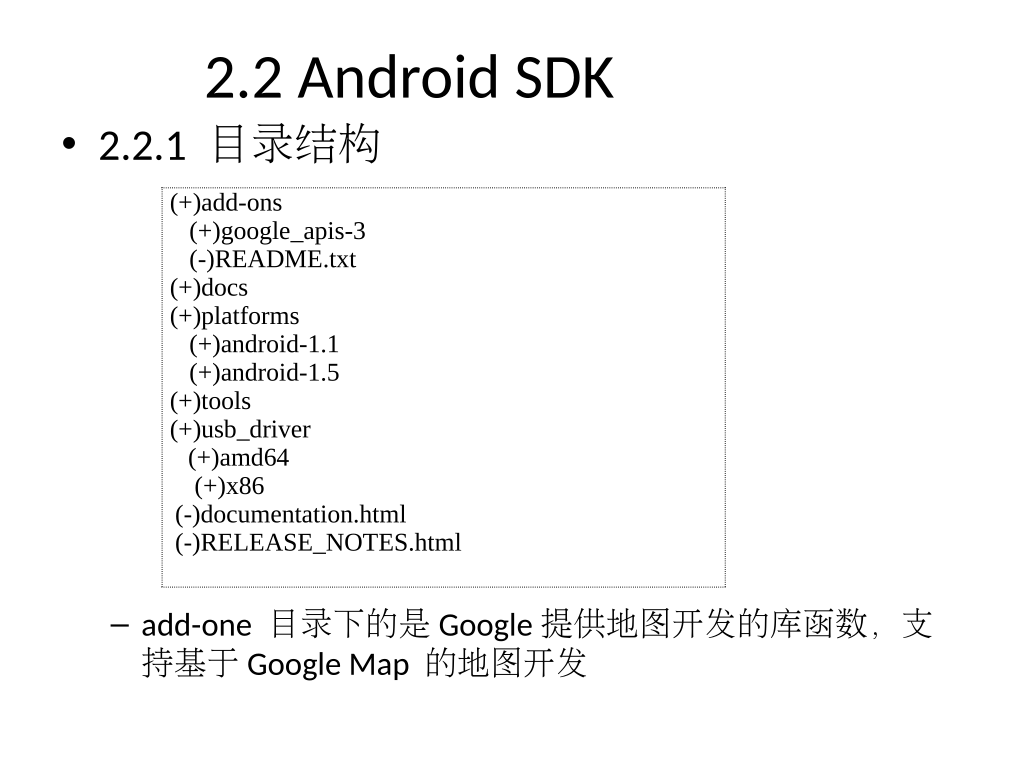 2.2 Android SDK
• 2.2.1 目录结构
(+)add-ons
(+)google_apis-3
(-)README.txt
(+)docs
(+)platforms
(+)android-1.1
(+)android-1.5
(+)tools
(+)usb_driver
(+)amd64
(+)x86
(-)documentation.html
(-)RELEASE_NOTES.html
– add-one 目录下的是 Google 提供地图开发的库函数，支
持基于 Google Map 的地图开发